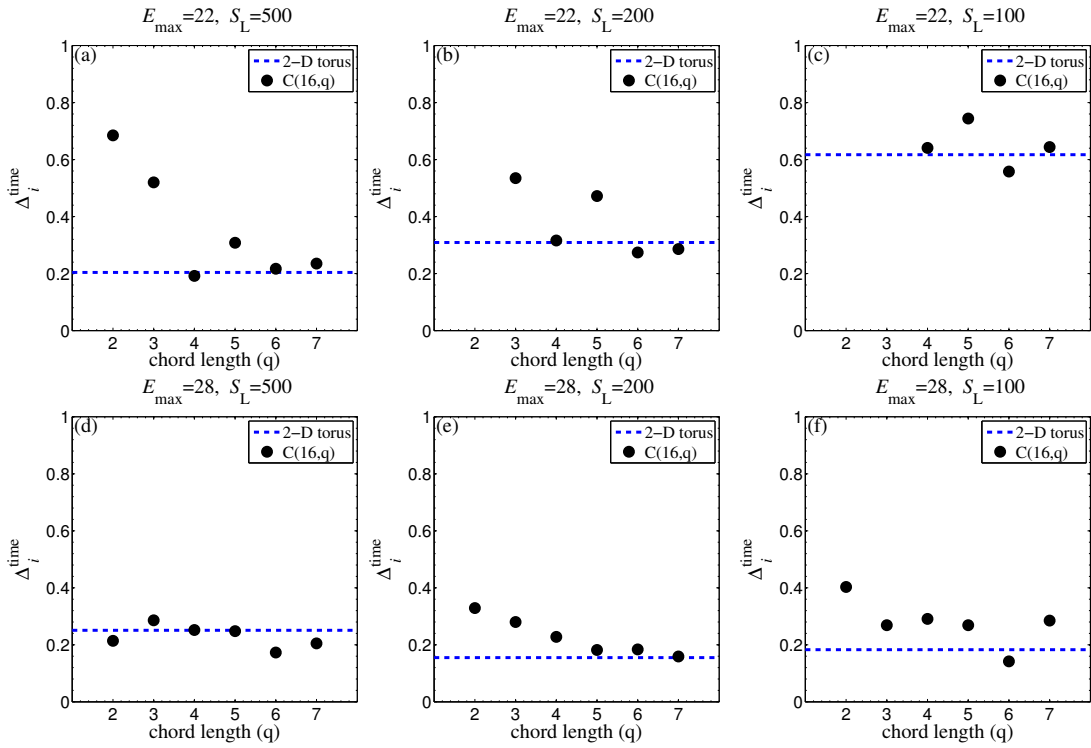 E_max=22, S_L=500
(a)
2-D torus
C(16,q)
1
0.8
0.6
0.4
0.2
0
Δ_i^time
2 3 4 5 6 7
chord length (q)
E_max=22, S_L=200
(b)
2-D torus
C(16,q)
1
0.8
0.6
0.4
0.2
0
Δ_i^time
2 3 4 5 6 7
chord length (q)
E_max=22, S_L=100
(c)
2-D torus
C(16,q)
1
0.8
0.6
0.4
0.2
0
Δ_i^time
2 3 4 5 6 7
chord length (q)
E_max=28, S_L=500
(d)
2-D torus
C(16,q)
1
0.8
0.6
0.4
0.2
0
Δ_i^time
2 3 4 5 6 7
chord length (q)
E_max=28, S_L=200
(e)
2-D torus
C(16,q)
1
0.8
0.6
0.4
0.2
0
Δ_i^time
2 3 4 5 6 7
chord length (q)
E_max=28, S_L=100
(f)
2-D torus
C(16,q)
1
0.8
0.6
0.4
0.2
0
Δ_i^time
2 3 4 5 6 7
chord length (q)